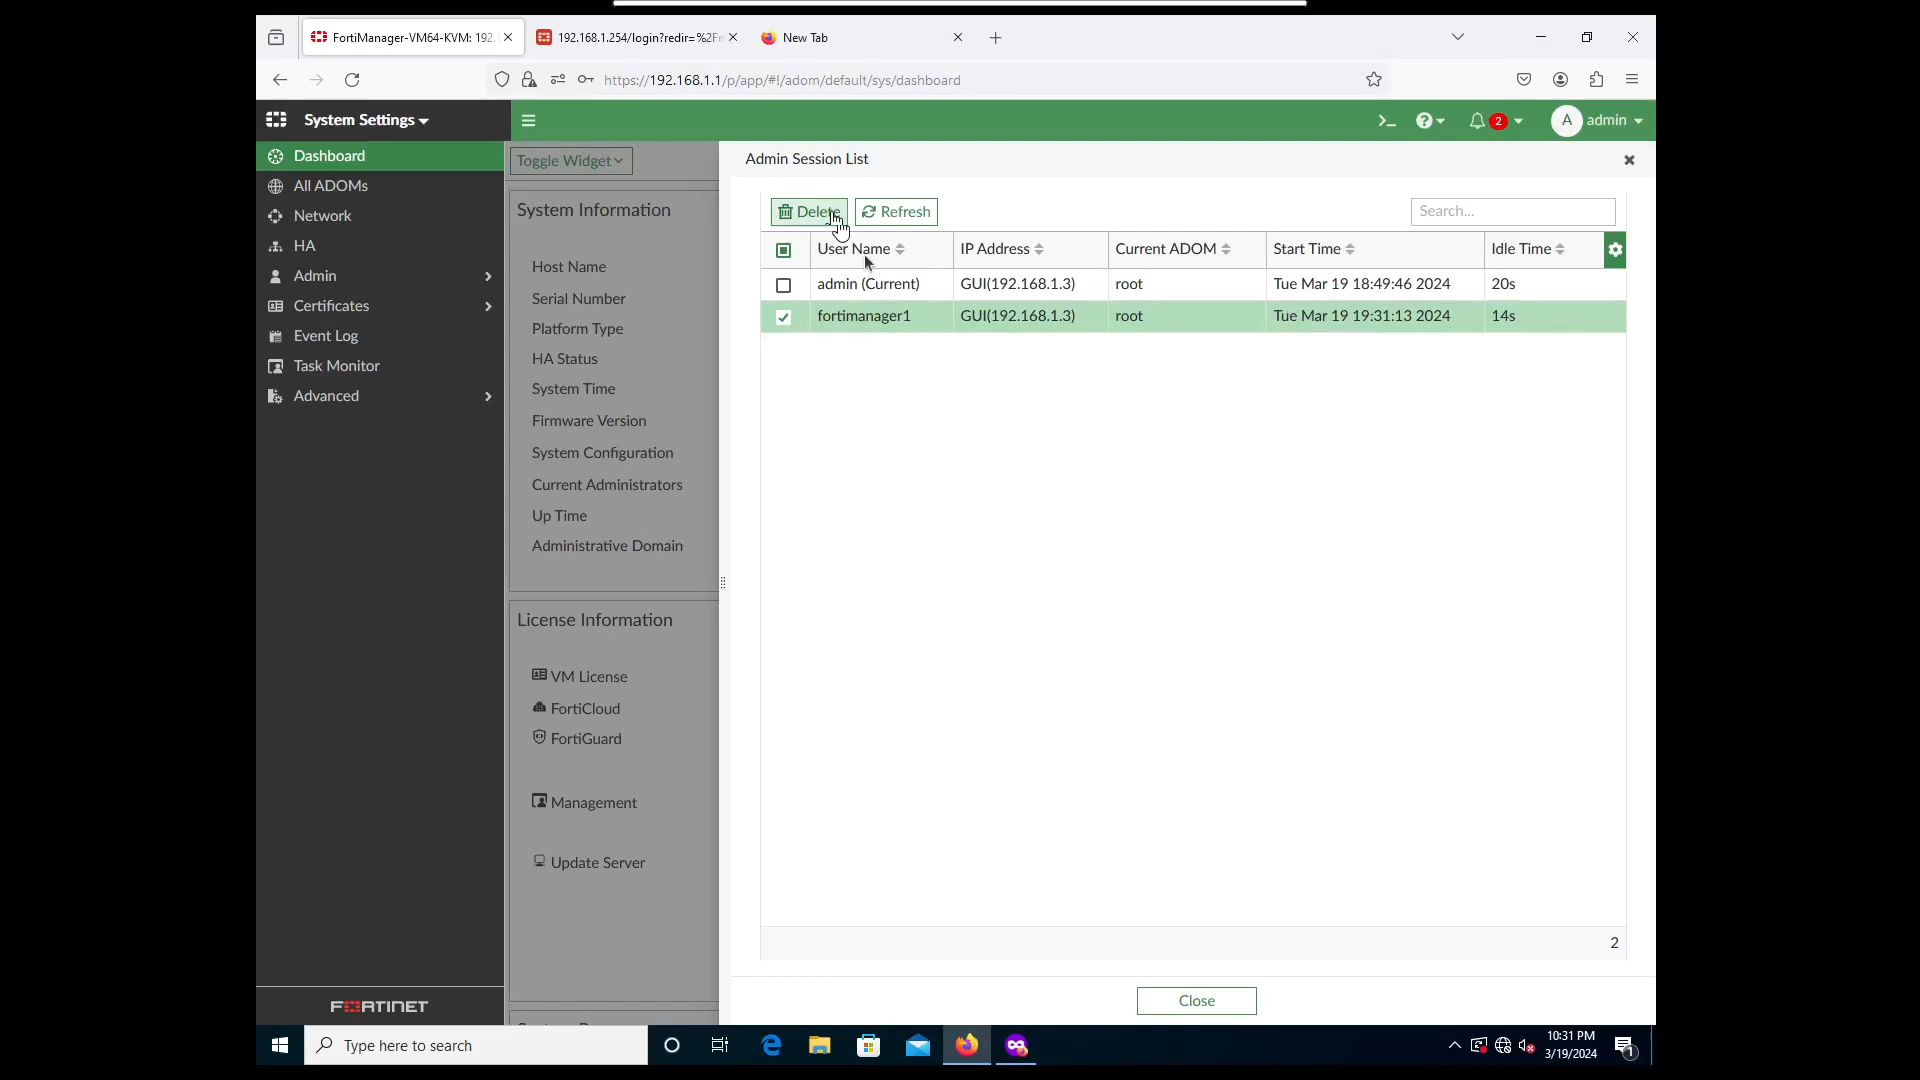 FortiManager-VM64-KVM: 192.
192.168.1.254/login?redir=%2Fn
New Tab
https://192.168.1.1/p/app/#!/adom/default/sys/dashboard
System Settings
2
A
admin
Dashboard
All ADOMs
Network
HA
Admin
Certificates
Event Log
Task Monitor
Advanced
FORTINET
Toggle Widget
System Information
Host Name
Serial Number
Platform Type
HA Status
System Time
Firmware Version
System Configuration
Current Administrators
Up Time
Administrative Domain
License Information
VM License
FortiCloud
FortiGuard
Management
Update Server
Admin Session List
Delete Refresh Search...
User Name IP Address Current ADOM Start Time Idle Time
admin (Current) GUI(192.168.1.3) root Tue Mar 19 18:49:46 2024 20s
fortimanager1 GUI(192.168.1.3) root Tue Mar 19 19:31:13 2024 14s
2
Close
Type here to search
10:31 PM
3/19/2024
1